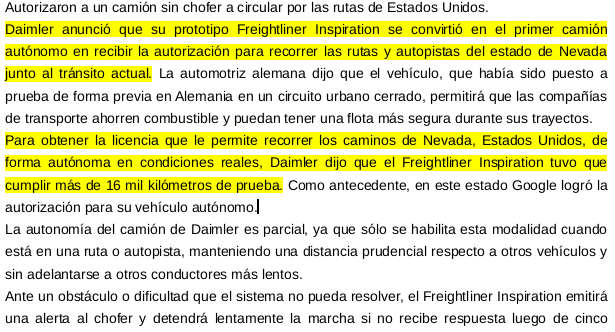 Autorizaron a un camión sin chofer a circular por las rutas de Estados Unidos.
Daimler anunció que su prototipo Freightliner Inspiration se convirtió en el primer camión
autónomo en recibir la autorización para recorrer las rutas y autopistas del estado de Nevada
junto al tránsito actual. La automotriz alemana dijo que el vehículo, que había sido puesto a
prueba de forma previa en Alemania en un circuito urbano cerrado, permitirá que las compañías
de transporte ahorren combustible y puedan tener una flota más segura durante sus trayectos.
Para obtener la licencia que le permite recorrer los caminos de Nevada, Estados Unidos, de
forma autónoma en condiciones reales, Daimler dijo que el Freightliner Inspiration tuvo que
cumplir más de 16 mil kilómetros de prueba. Como antecedente, en este estado Google logró la
autorización para su vehículo autónomo.
La autonomía del camión de Daimler es parcial, ya que sólo se habilita esta modalidad cuando
está en una ruta o autopista, manteniendo una distancia prudencial respecto a otros vehículos y
sin adelantarse a otros conductores más lentos.
Ante un obstáculo o dificultad que el sistema no pueda resolver, el Freightliner Inspiration emitirá
una alerta al chofer y detendrá lentamente la marcha si no recibe respuesta luego de cinco